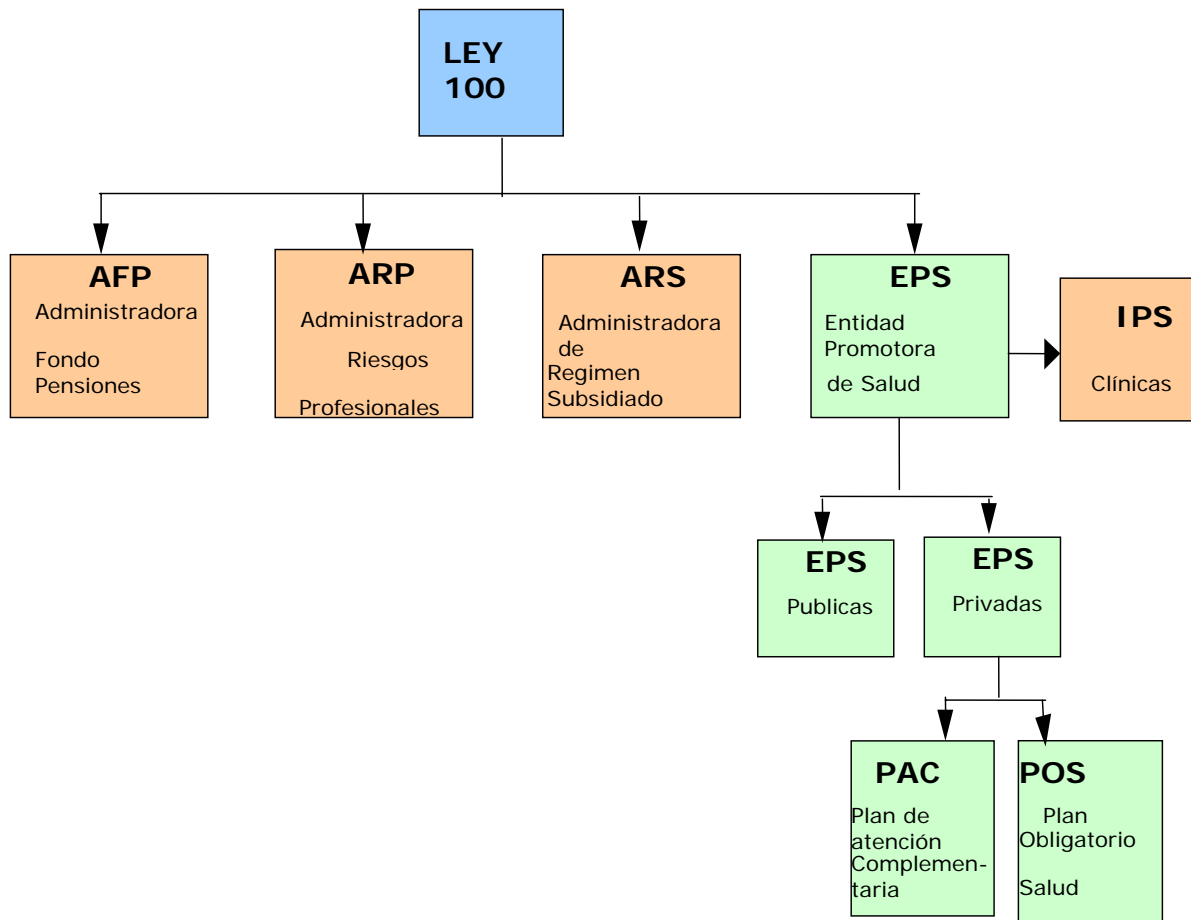 LEY
100
AFP
Administradora
Fondo
Pensiones
ARP
Administradora
Riesgos
Profesionales
ARS
Administradora
de
Regimen
Subsidiado
EPS
Entidad
Promotora
de Salud
IPS
Clínicas
EPS
Publicas
EPS
Privadas
PAC
Plan de
atención
Complemen-
taria
POS
Plan
Obligatorio
Salud